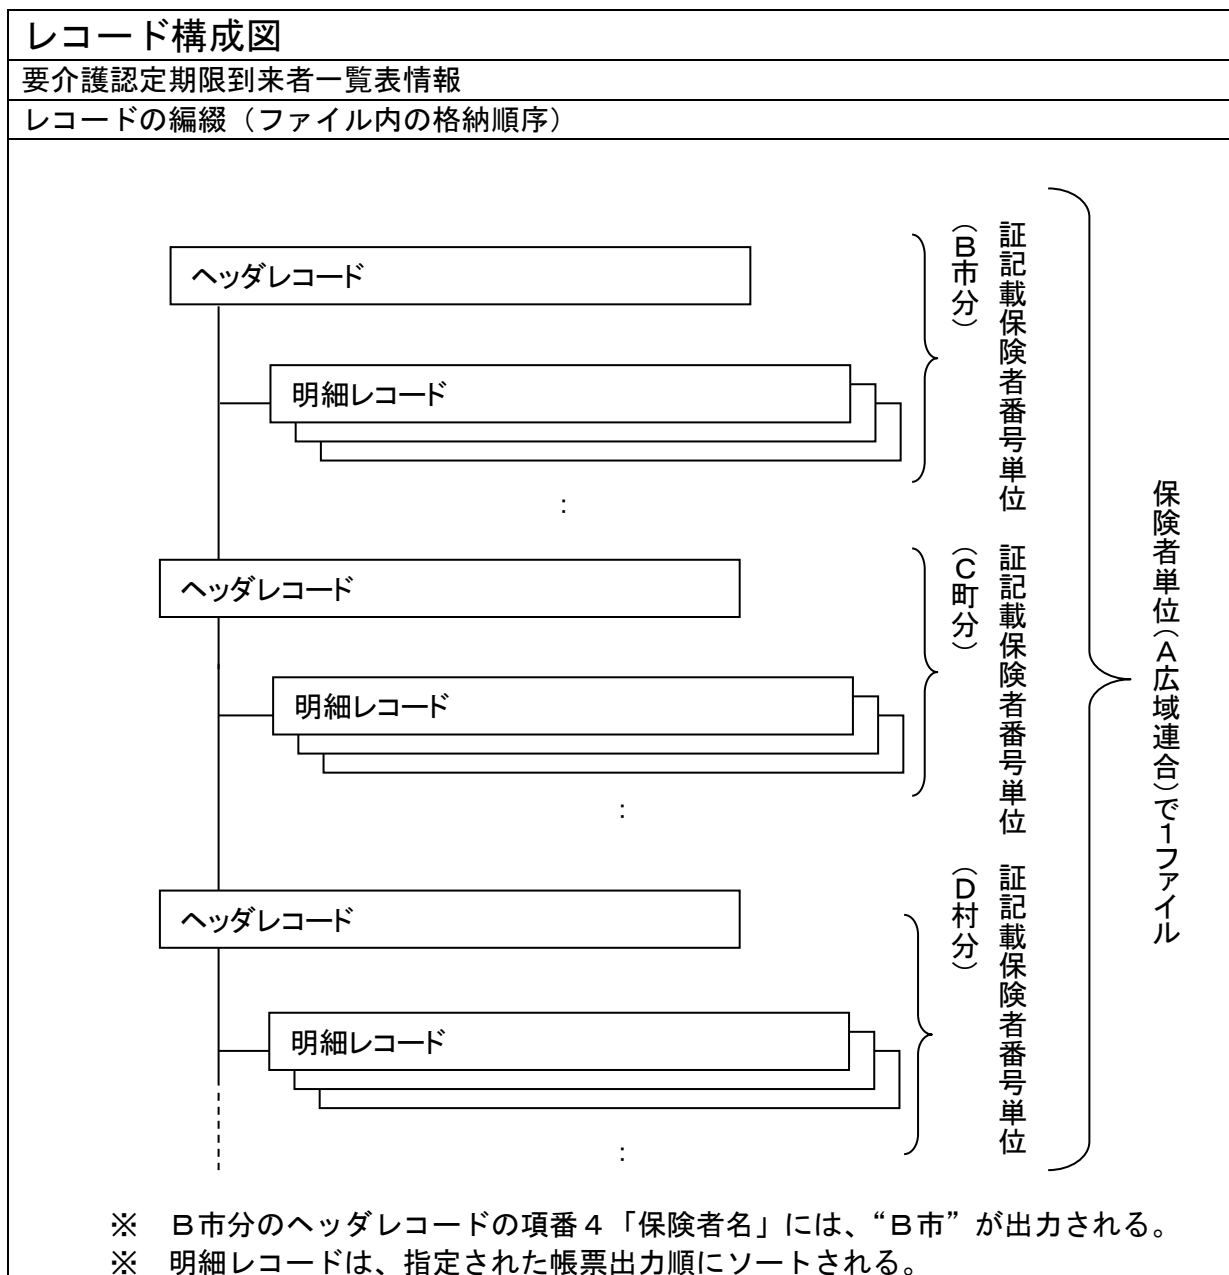 レコード構成図
要介護認定期限到来者一覧表情報
レコードの編綴（ファイル内の格納順序）
ヘッダレコード
明細レコード
：
証記載保険者番号単位
（Ｂ市分）
ヘッダレコード
明細レコード
：
証記載保険者番号単位
（Ｃ町分）
ヘッダレコード
明細レコード
：
証記載保険者番号単位
（Ｄ村分）
保険者単位（Ａ広域連合）で１ファイル
※　Ｂ市分のヘッダレコードの項番４「保険者名」には、“Ｂ市”が出力される。
※　明細レコードは、指定された帳票出力順にソートされる。